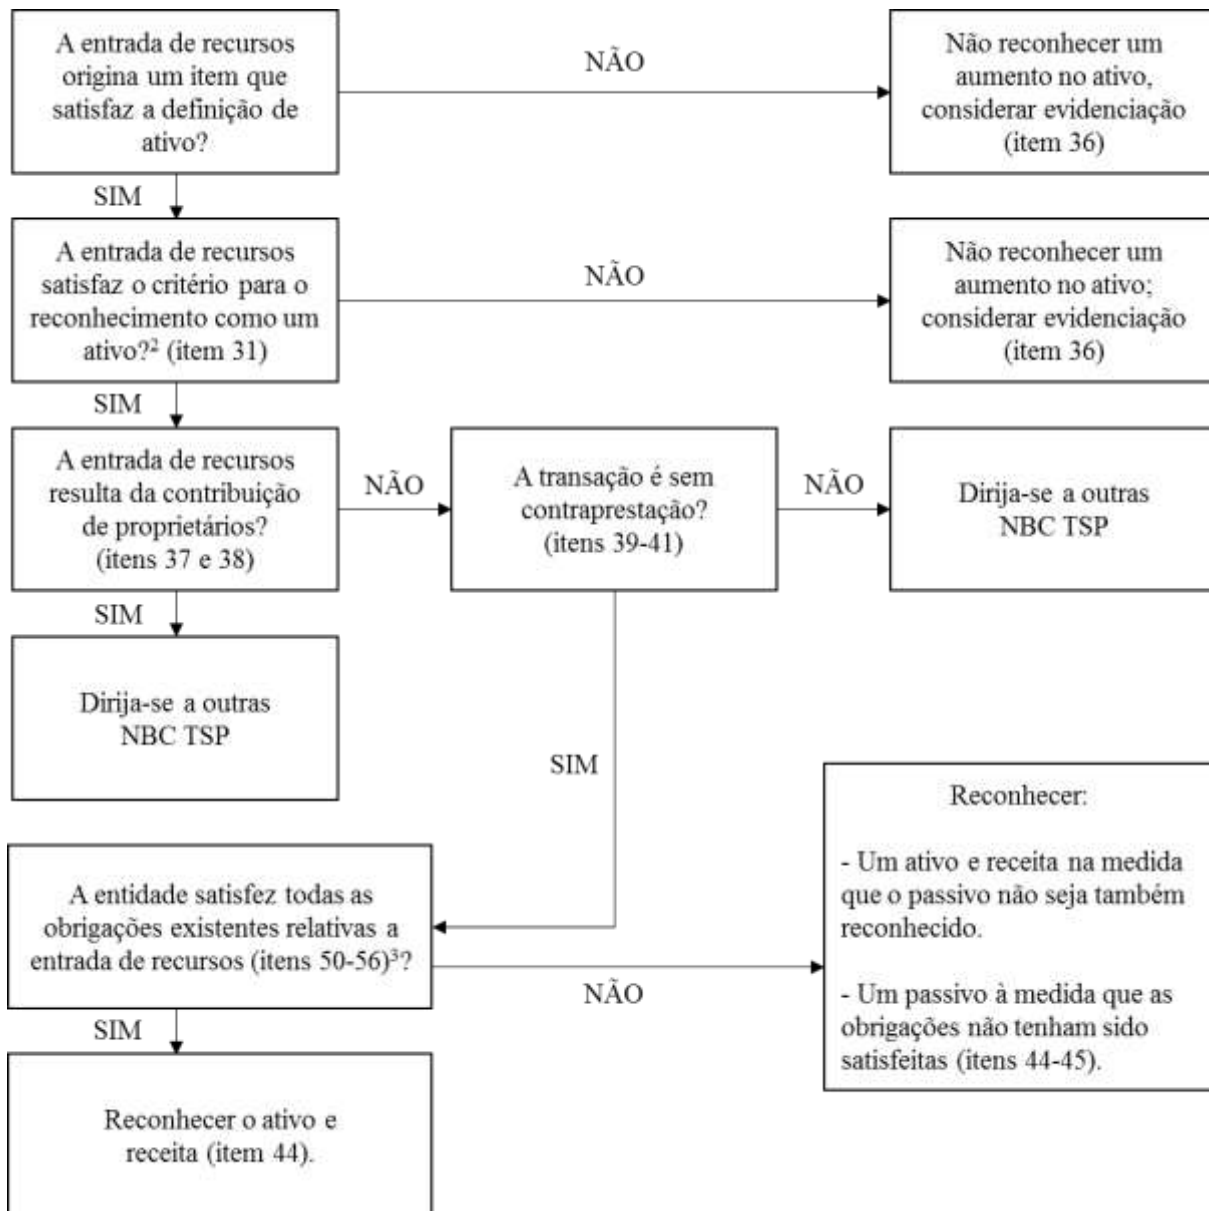 A entrada de recursos
origina um item que
satisfaz a definição de
ativo?
NÃO
Não reconhecer um
aumento no ativo,
considerar evidenciação
(item 36)
SIM
A entrada de recursos
satisfaz o critério para o
reconhecimento como um
ativo?² (item 31)
NÃO
Não reconhecer um
aumento no ativo;
considerar evidenciação
(item 36)
SIM
A entrada de recursos
resulta da contribuição
de proprietários?
(itens 37 e 38)
NÃO
A transação é sem
contraprestação?
(itens 39-41)
NÃO
Dirija-se a outras
NBC TSP
SIM
Dirija-se a outras
NBC TSP
SIM
A entidade satisfez todas as
obrigações existentes relativas a
entrada de recursos (itens 50-56)³?
NÃO
Reconhecer:
- Um ativo e receita na medida
que o passivo não seja também
reconhecido.
- Um passivo à medida que as
obrigações não tenham sido
satisfeitas (itens 44-45).
SIM
Reconhecer o ativo e
receita (item 44).